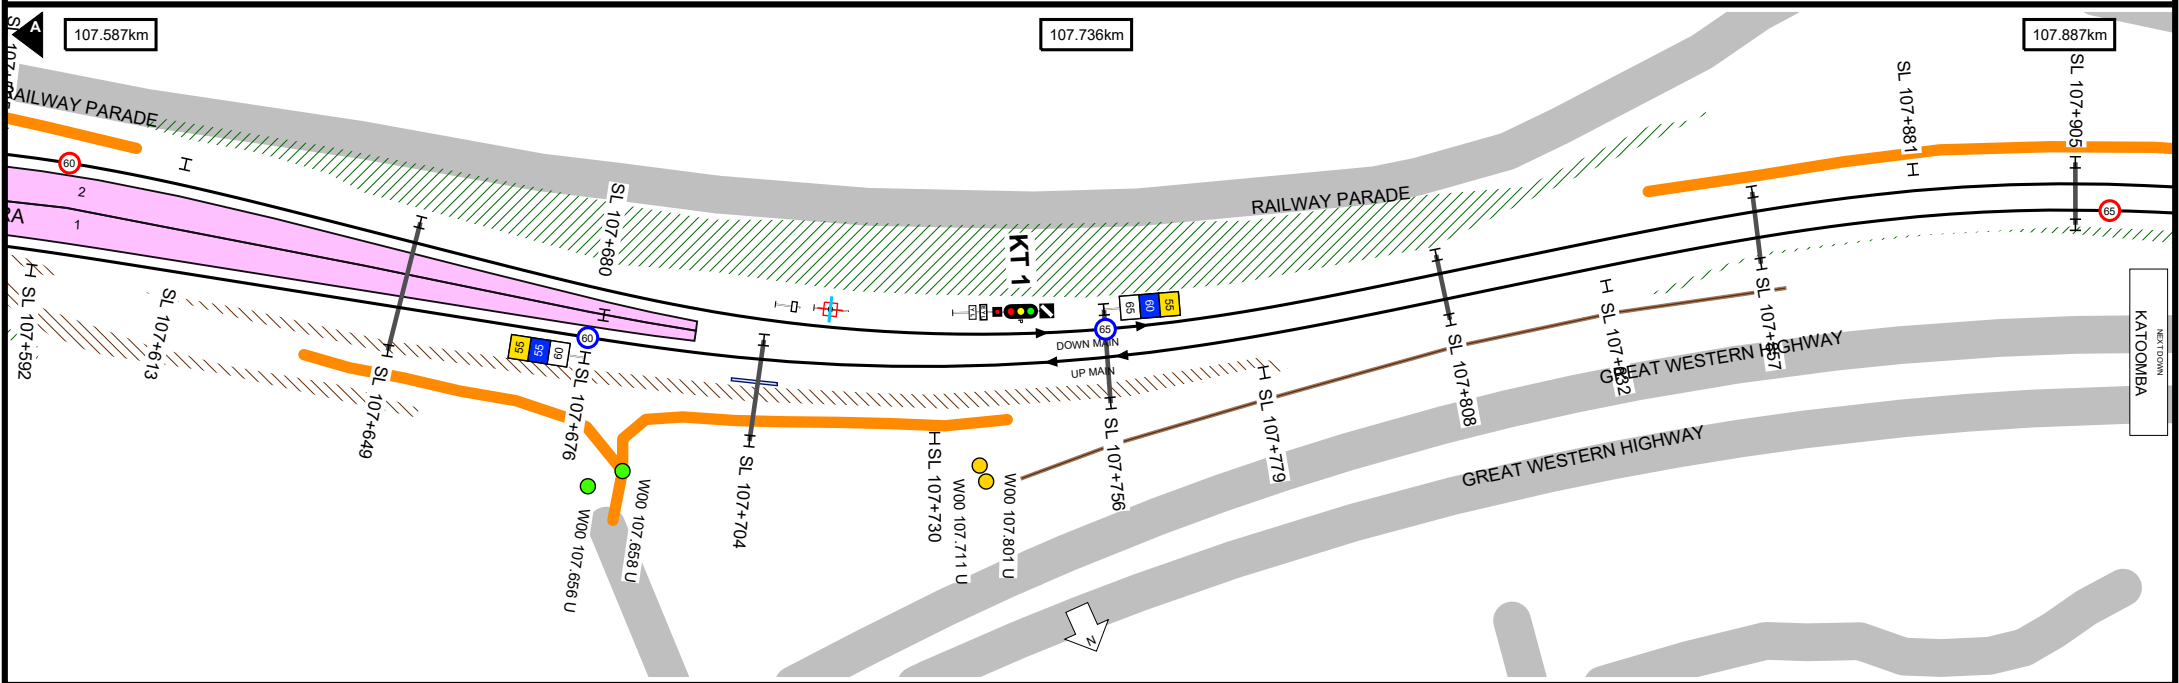 A
107.587km
107.736km
107.887km
RAILWAY PARADE
60
2
1
RA
SL 107+592
SL 107+613
SL 107+649
55 55 60
60
SL 107+676
SL 107+680
SL 107+704
W00 107.656 U
W00 107.658 U
KT 1
SL 107+730
W00 107.711 U
W00 107.801 U
65
65 60 55
DOWN MAIN
UP MAIN
SL 107+756
SL 107+779
RAILWAY PARADE
SL 107+808
SL 107+832
SL 107+857
GREAT WESTERN HIGHWAY
GREAT WESTERN HIGHWAY
SL 107+881
SL 107+905
65
NEXT DOWN
KATOOMBA
N